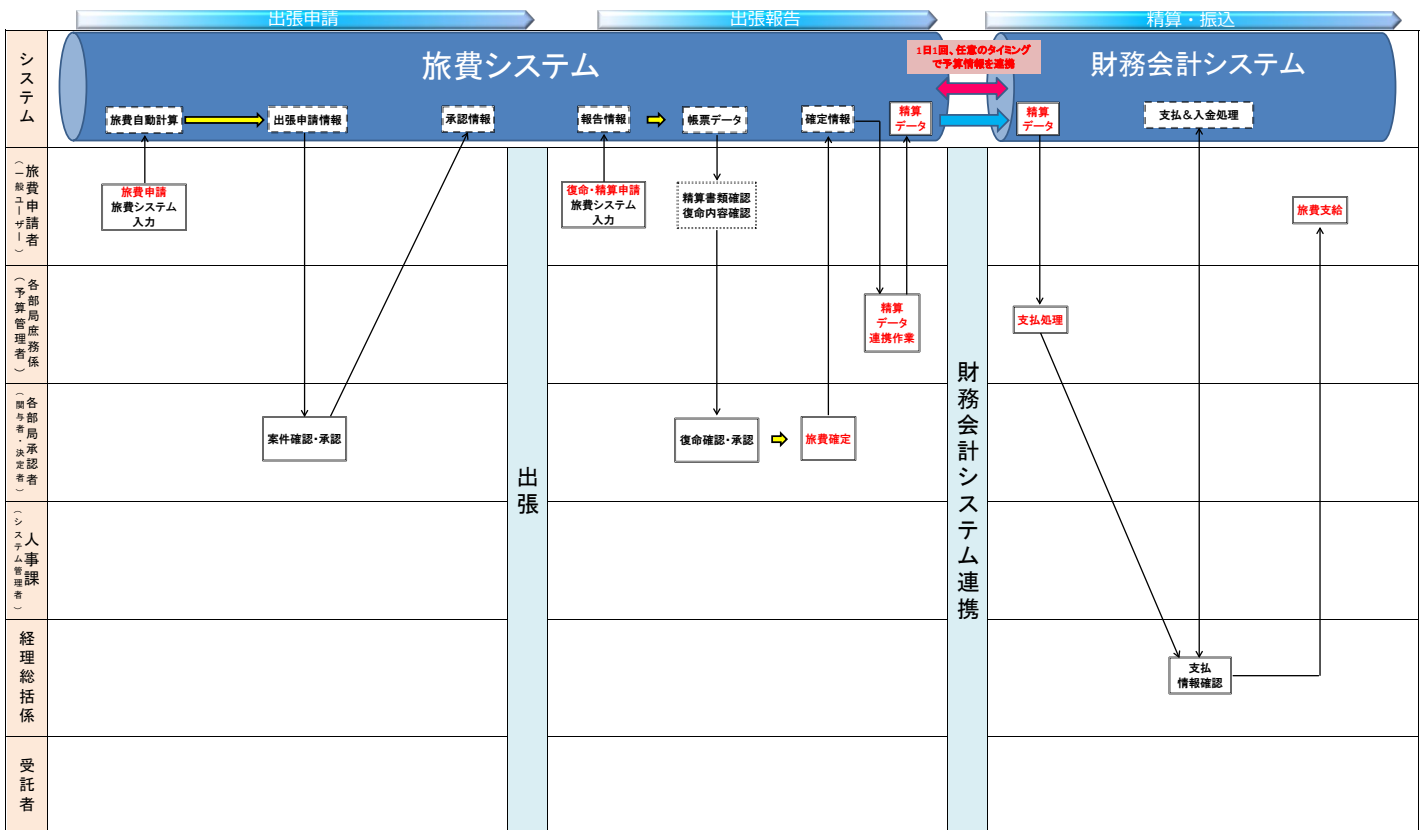 出張申請
出張報告
精算・振込
システム
旅費システム
1日1回、任意のタイミング
で予算情報を連携
財務会計システム
旅費自動計算
出張申請情報
承認情報
報告情報
帳票データ
確定情報
精算
データ
精算
データ
支払＆入金処理
旅費申請者
（一般ユーザー）
旅費申請
旅費システム
入力
復命・精算申請
旅費システム
入力
精算書類確認
復命内容確認
旅費支給
各部局庶務係
（予算管理者）
精算
データ
連携作業
支払処理
各部局承認者
（関与者・決定者）
案件確認・承認
復命確認・承認
旅費確定
出張
財務会計システム連携
人事課
（システム管理者）
経理総括係
支払
情報確認
受託者